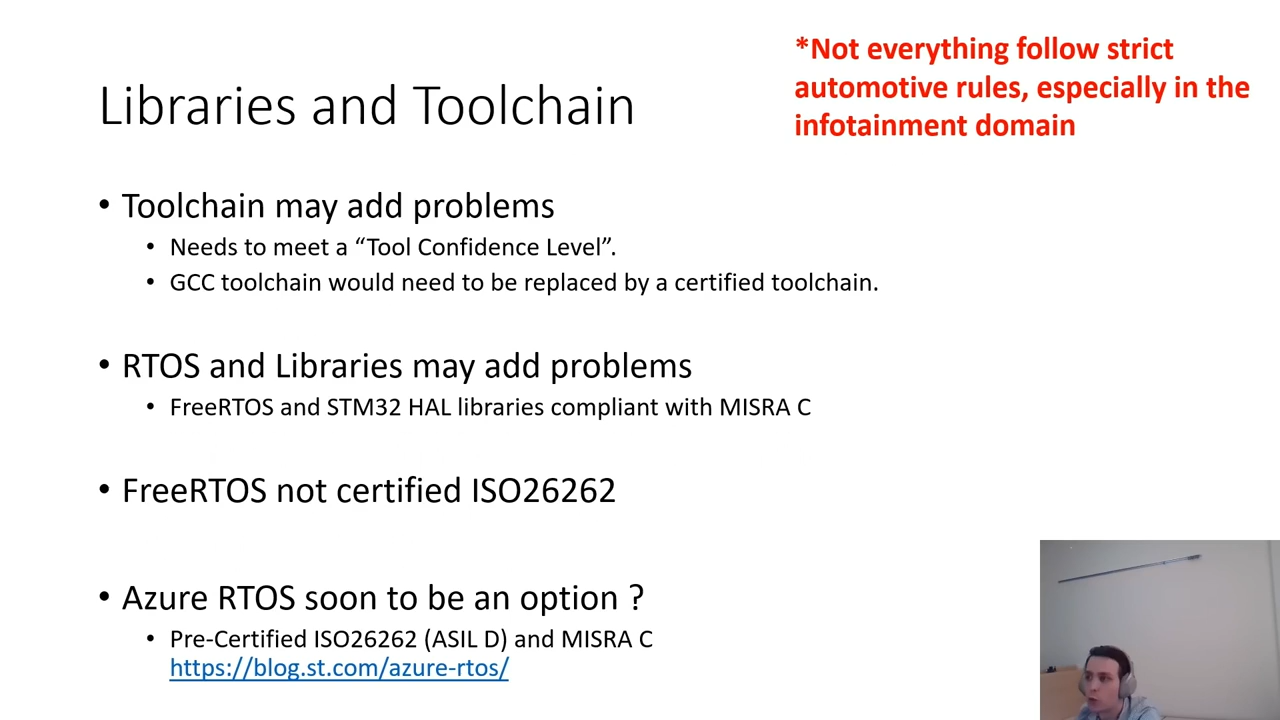 Libraries and Toolchain
*Not everything follow strict
automotive rules, especially in the
infotainment domain
• Toolchain may add problems
• Needs to meet a “Tool Confidence Level”.
• GCC toolchain would need to be replaced by a certified toolchain.
• RTOS and Libraries may add problems
• FreeRTOS and STM32 HAL libraries compliant with MISRA C
• FreeRTOS not certified ISO26262
• Azure RTOS soon to be an option ?
• Pre-Certified ISO26262 (ASIL D) and MISRA C
https://blog.st.com/azure-rtos/